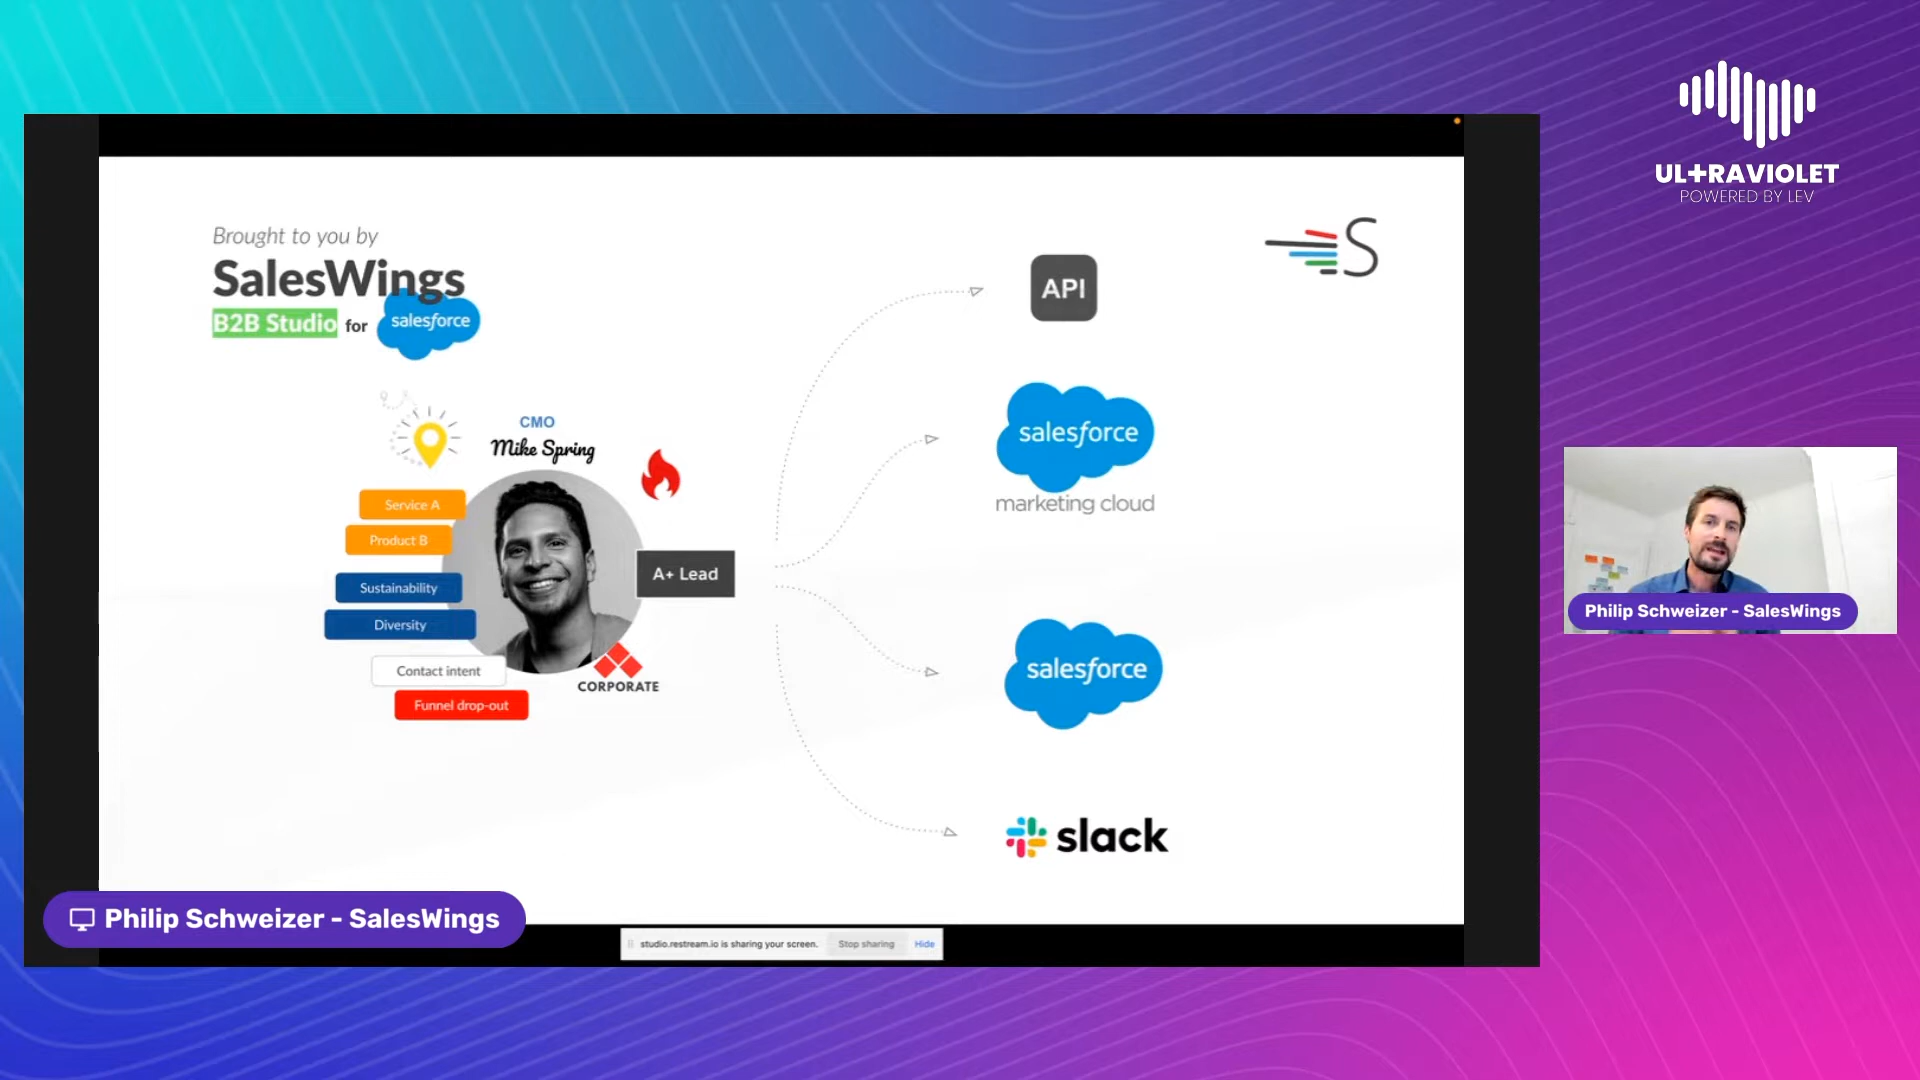 UL+RAVIOLET
POWERED BY LEV
Brought to you by
SalesWings
B2B Studio for salesforce
S
API
CMO
Mike Spring
salesforce
marketing cloud
Service A
Product B
A+ Lead
Sustainability
Diversity
Contact intent
CORPORATE
Funnel drop-out
salesforce
slack
Philip Schweizer - SalesWings
Philip Schweizer - SalesWings
studio.restream.io is sharing your screen. Stop sharing Hide